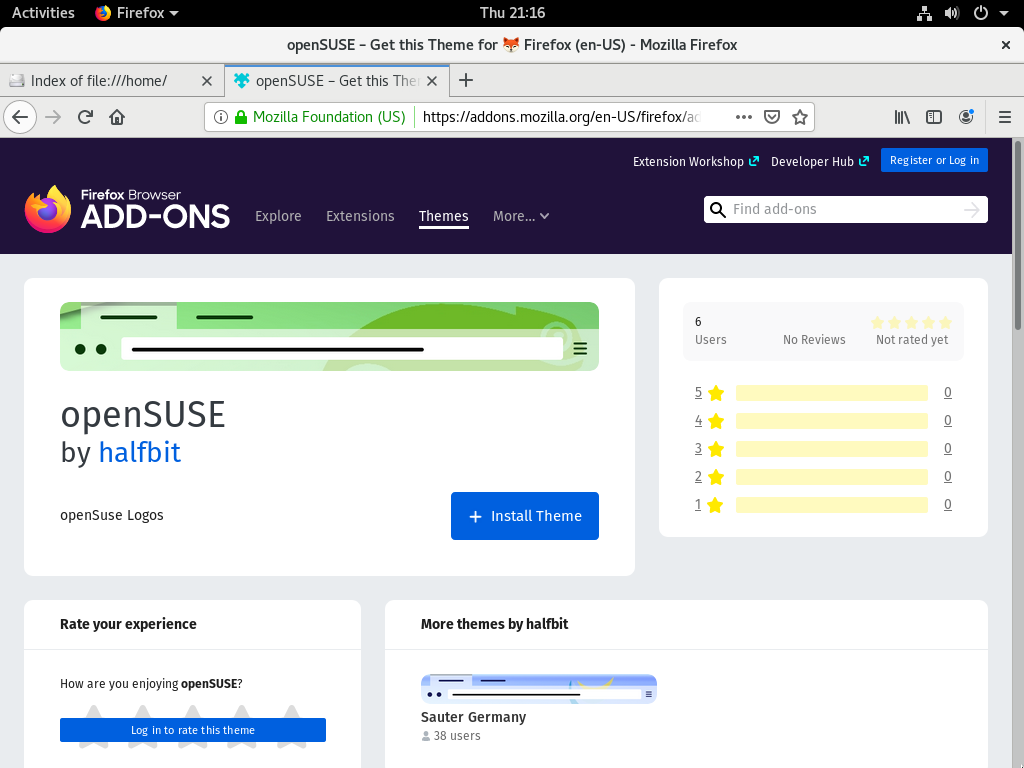 Activities
Firefox
Thu 21:16
openSUSE – Get this Theme for 🦊 Firefox (en-US) - Mozilla Firefox
Index of file:///home/
openSUSE – Get this The
Mozilla Foundation (US)
https://addons.mozilla.org/en-US/firefox/ad
Extension Workshop
Developer Hub
Register or Log in
Firefox Browser
ADD-ONS
Explore
Extensions
Themes
More...
Find add-ons
openSUSE
by halfbit
openSuse Logos
Install Theme
6
Users
No Reviews
Not rated yet
5 0
4 0
3 0
2 0
1 0
Rate your experience
How are you enjoying openSUSE?
Log in to rate this theme
More themes by halfbit
Sauter Germany
38 users